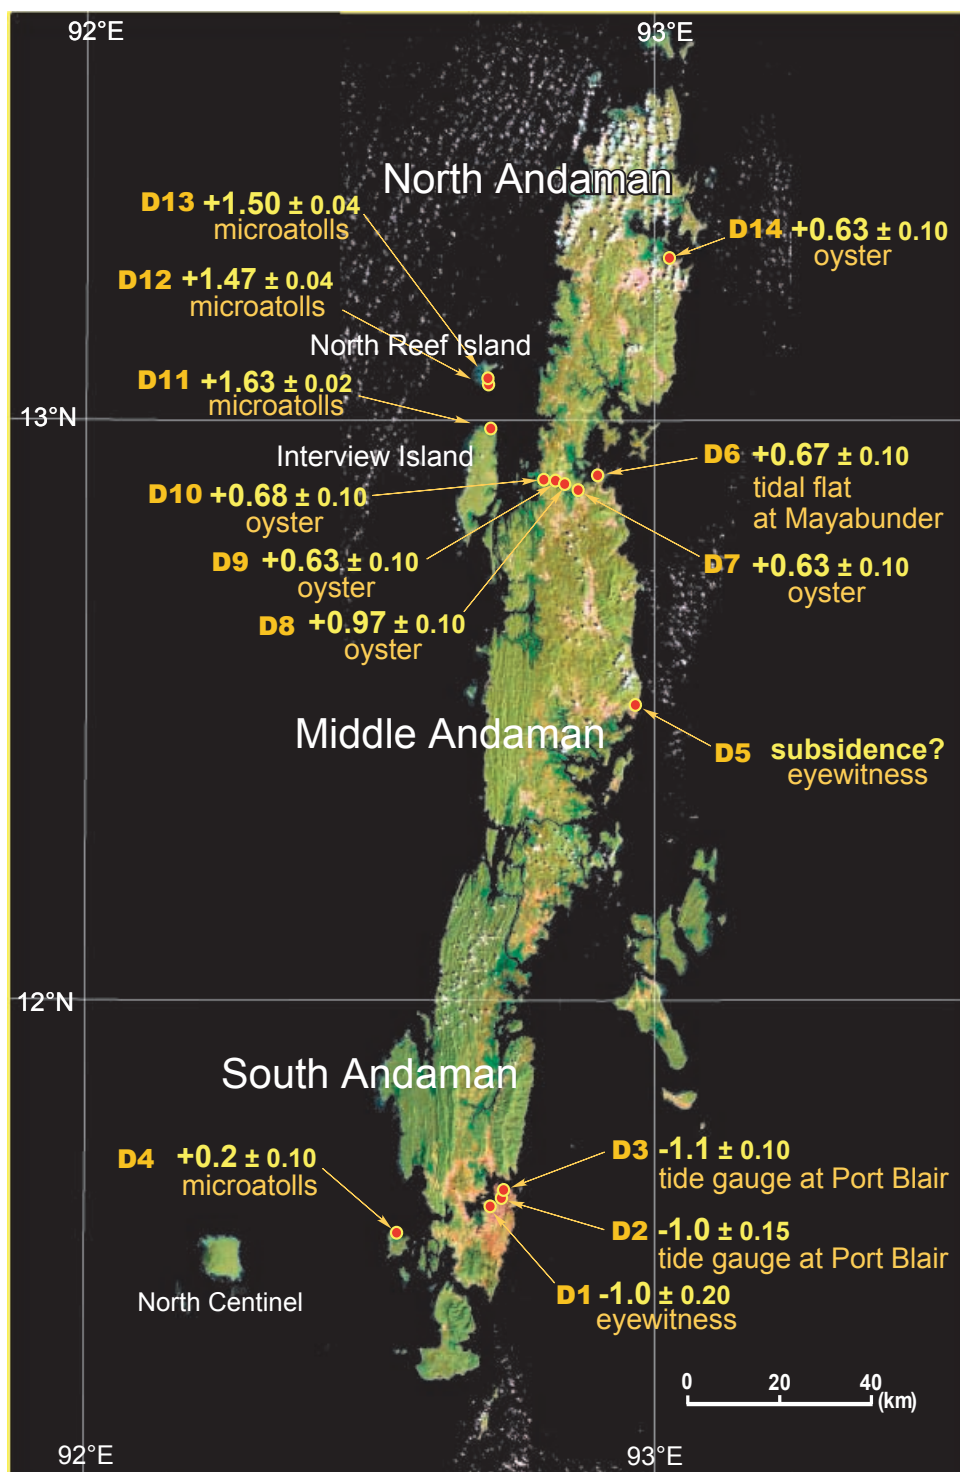 92°E
93°E
North Andaman
D13 +1.50 ± 0.04
microatolls
D14 +0.63 ± 0.10
oyster
D12 +1.47 ± 0.04
microatolls
North Reef Island
D11 +1.63 ± 0.02
microatolls
13°N
Interview Island
D6 +0.67 ± 0.10
tidal flat
at Mayabunder
D10 +0.68 ± 0.10
oyster
D9 +0.63 ± 0.10
oyster
D7 +0.63 ± 0.10
oyster
D8 +0.97 ± 0.10
oyster
Middle Andaman
D5 subsidence?
eyewitness
12°N
South Andaman
D4 +0.2 ± 0.10
microatolls
D3 -1.1 ± 0.10
tide gauge at Port Blair
D2 -1.0 ± 0.15
tide gauge at Port Blair
D1 -1.0 ± 0.20
eyewitness
North Centinel
0 20 40
(km)
92°E
93°E